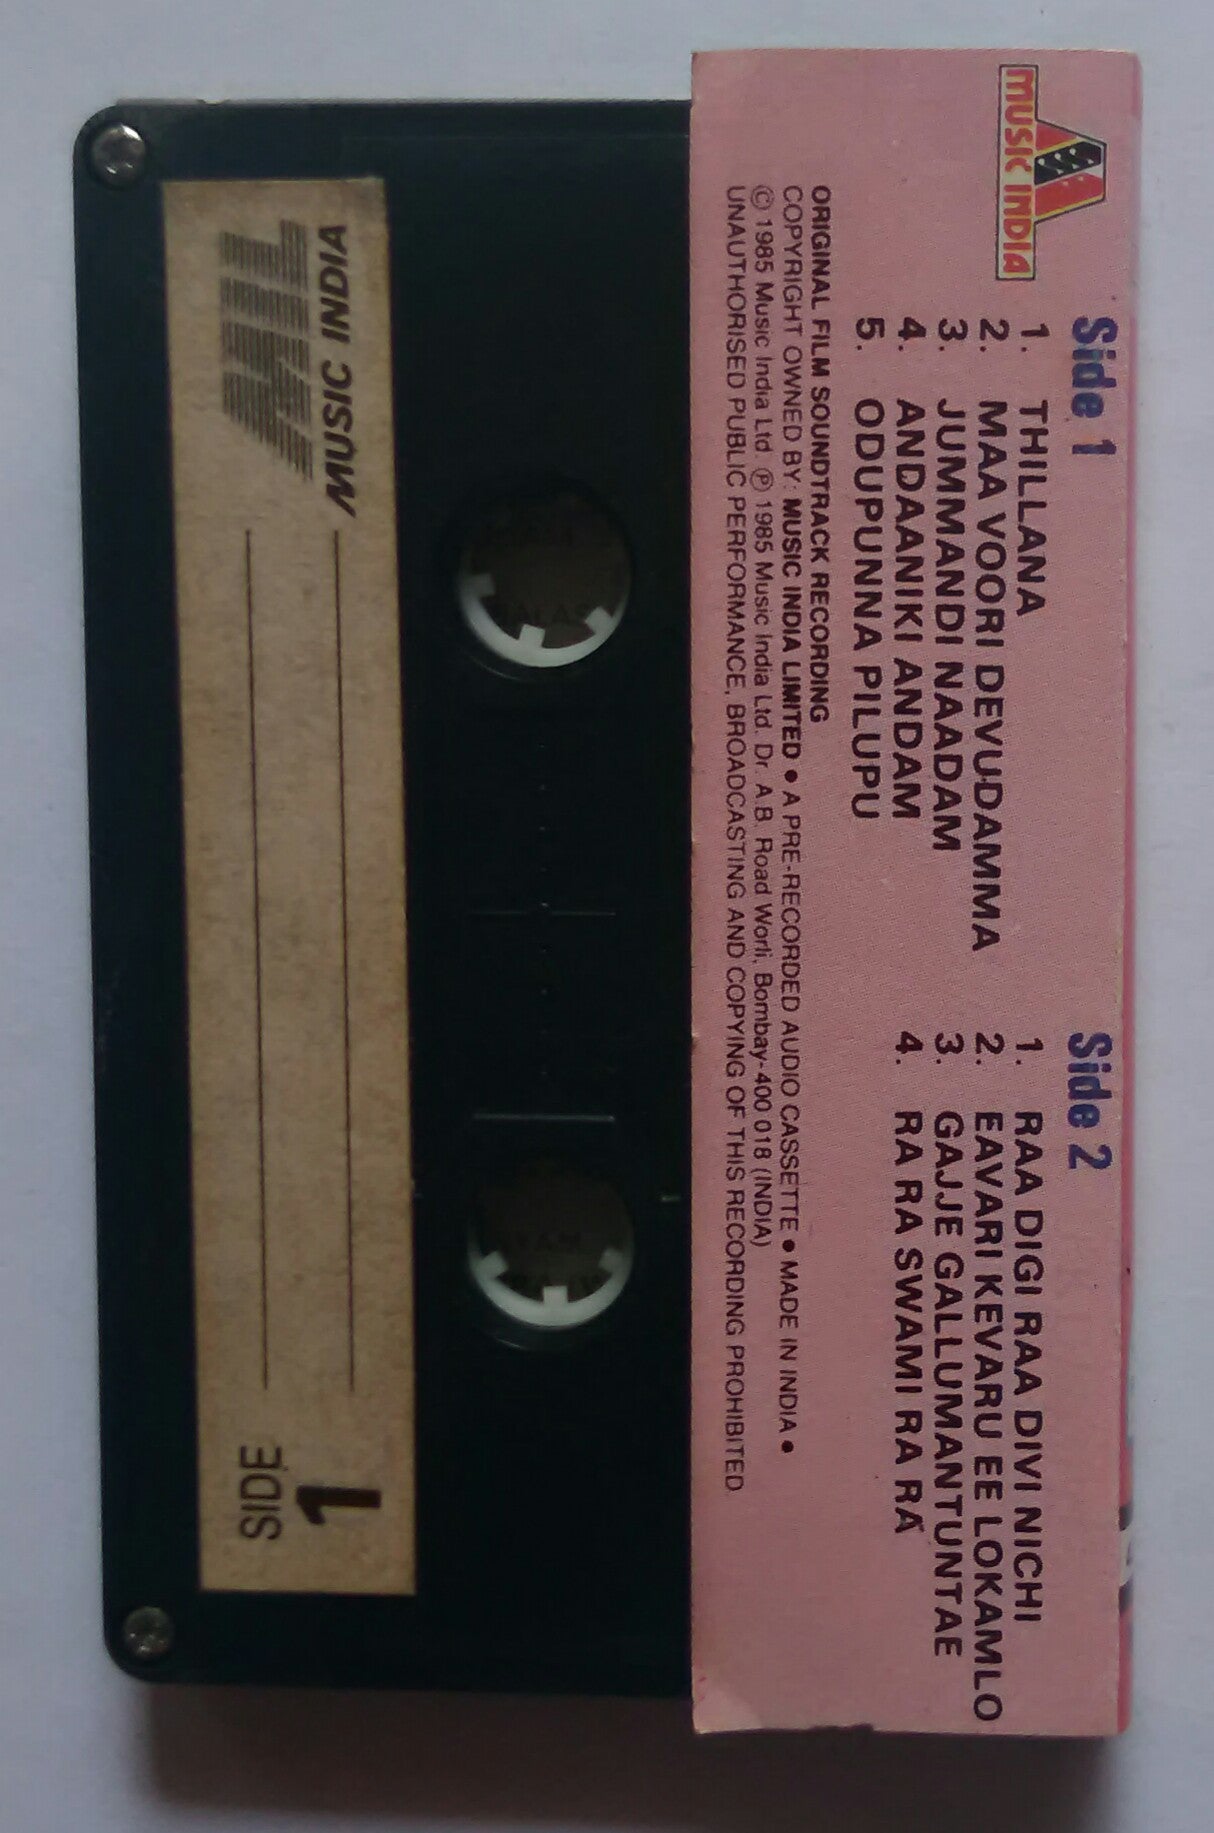 MUSIC INDIA
Side 1
1. THILLANA
2. MAA VOORI DEVUDAMMA
3. JUMMANDI NAADAM
4. ANDAANIKI ANDAM
5. ODUPUNNA PILUPU
Side 2
1. RAA DIGI RAA DIVI NICHI
2. EAVARI KEVARU EE LOKAMLO
3. GAJJE GALLUMANTUNTAE
4. RA RA SWAMI RA RA
ORIGINAL FILM SOUNDTRACK RECORDING
COPYRIGHT OWNED BY: MUSIC INDIA LIMITED • A PRE-RECORDED AUDIO CASSETTE • MADE IN INDIA •
© 1985 Music India Ltd. ℗ 1985 Music India Ltd. Dr. A.B. Road Worli, Bombay-400 018 (INDIA)
UNAUTHORISED PUBLIC PERFORMANCE, BROADCASTING AND COPYING OF THIS RECORDING PROHIBITED.
MUSIC INDIA
MIL
1
SIDE